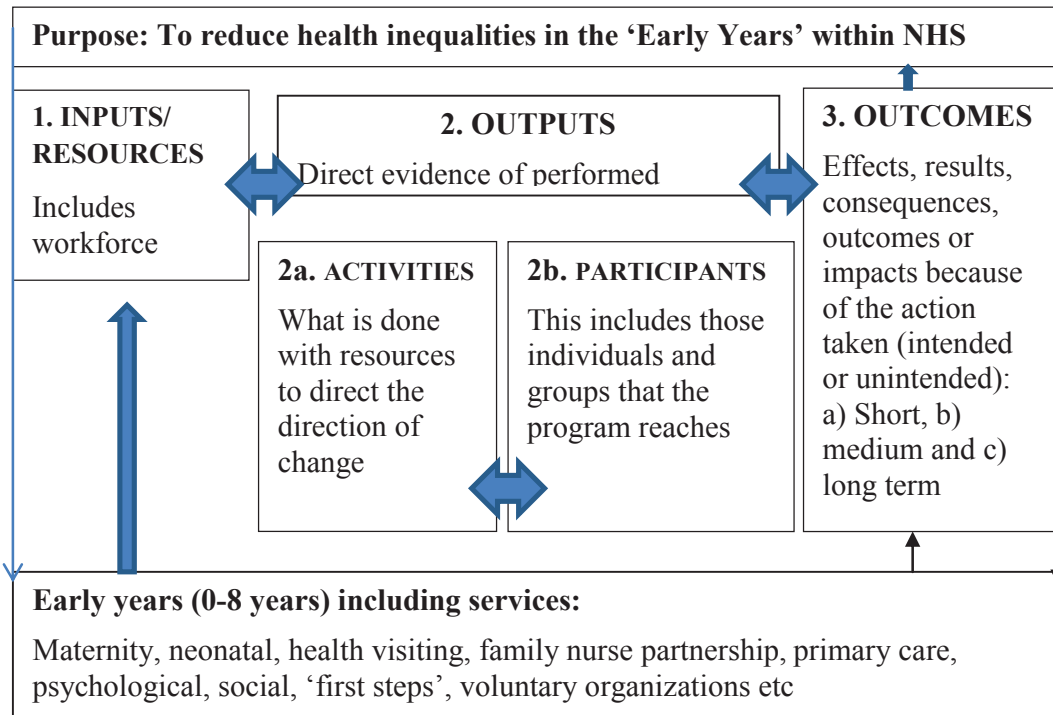 Purpose: To reduce health inequalities in the ‘Early Years’ within NHS
1. INPUTS/
RESOURCES
Includes
workforce
2. OUTPUTS
Direct evidence of performed
2a. ACTIVITIES
What is done
with resources
to direct the
direction of
change
2b. PARTICIPANTS
This includes those
individuals and
groups that the
program reaches
3. OUTCOMES
Effects, results,
consequences,
outcomes or
impacts because
of the action
taken (intended
or unintended):
a) Short, b)
medium and c)
long term
Early years (0-8 years) including services:
Maternity, neonatal, health visiting, family nurse partnership, primary care,
psychological, social, ‘first steps’, voluntary organizations etc